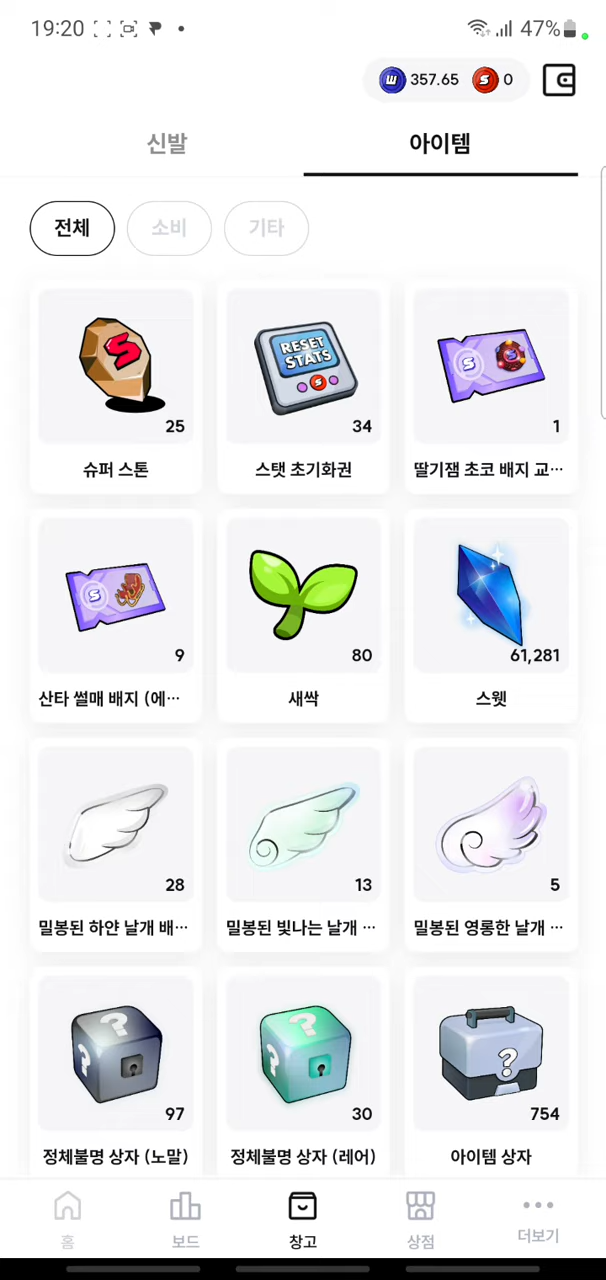 19:20
47%
357.65
0
신발
아이템
전체
소비
기타
RESET
STATS
25
34
1
슈퍼 스톤
스탯 초기화권
딸기잼 초코 배지 교…
9
80
61,281
산타 썰매 배지 (에…
새싹
스웻
28
13
5
밀봉된 하얀 날개 배…
밀봉된 빛나는 날개 …
밀봉된 영롱한 날개 …
97
30
754
정체불명 상자 (노말)
정체불명 상자 (레어)
아이템 상자
홈
보드
창고
상점
더보기